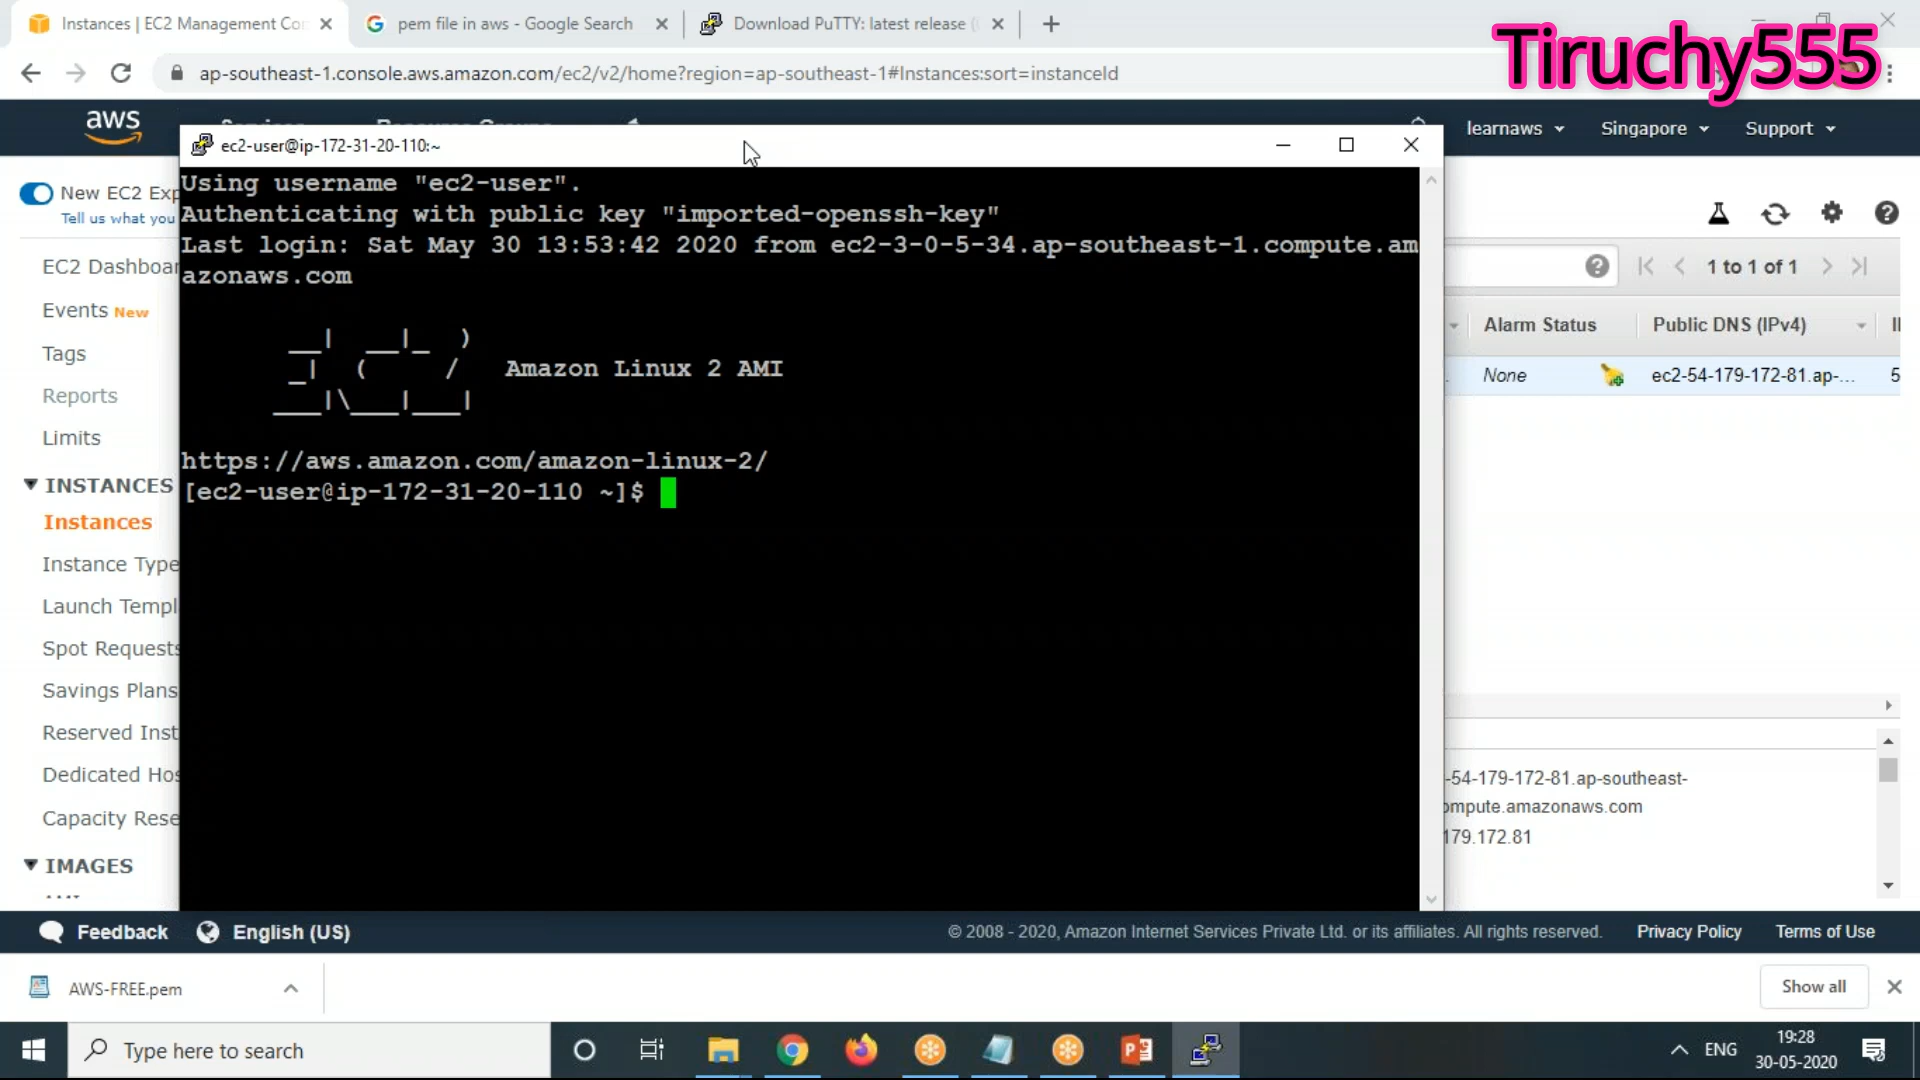 Instances | EC2 Management Con
pem file in aws - Google Search
Download PuTTY: latest release (
Tiruchy555
ap-southeast-1.console.aws.amazon.com/ec2/v2/home?region=ap-southeast-1#Instances:sort=instanceId
aws
learnaws
Singapore
Support
ec2-user@ip-172-31-20-110:~
New EC2 Exp
Tell us what you
Using username "ec2-user".
Authenticating with public key "imported-openssh-key"
Last login: Sat May 30 13:53:42 2020 from ec2-3-0-5-34.ap-southeast-1.compute.am
azonaws.com
__|  __|_  )
_|  (     /   Amazon Linux 2 AMI
___|\___|___|
https://aws.amazon.com/amazon-linux-2/
[ec2-user@ip-172-31-20-110 ~]$
EC2 Dashboar
Events New
Tags
Reports
Limits
INSTANCES
Instances
Instance Type
Launch Templ
Spot Requests
Savings Plans
Reserved Inst
Dedicated Hos
Capacity Rese
IMAGES
1 to 1 of 1
Alarm Status
Public DNS (IPv4)
None
ec2-54-179-172-81.ap-...
5
-54-179-172-81.ap-southeast-
ompute.amazonaws.com
179.172.81
Feedback
English (US)
© 2008 - 2020, Amazon Internet Services Private Ltd. or its affiliates. All rights reserved.
Privacy Policy
Terms of Use
AWS-FREE.pem
Show all
Type here to search
ENG
19:28
30-05-2020